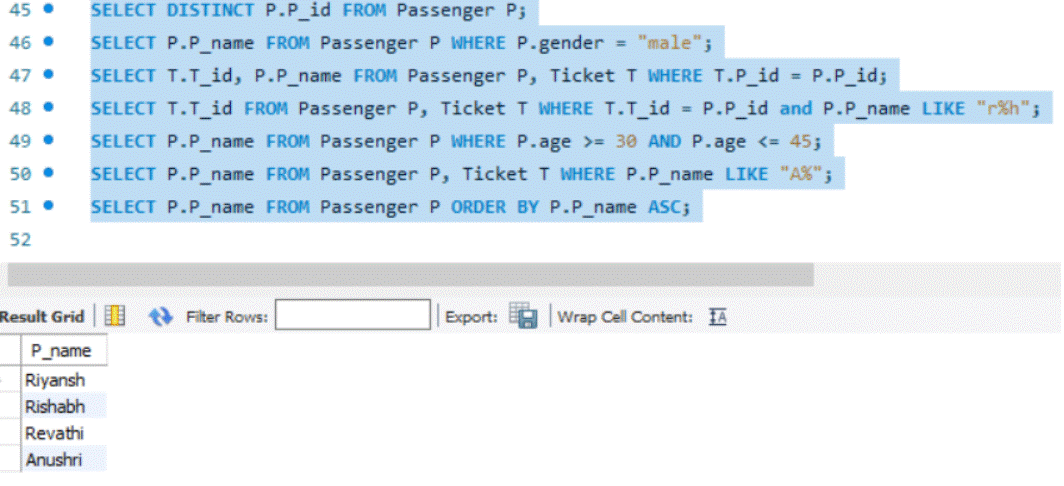 45 SELECT DISTINCT P.P_id FROM Passenger P;
46 SELECT P.P_name FROM Passenger P WHERE P.gender = "male";
47 SELECT T.T_id, P.P_name FROM Passenger P, Ticket T WHERE T.P_id = P.P_id;
48 SELECT T.T_id FROM Passenger P, Ticket T WHERE T.T_id = P.P_id and P.P_name LIKE "r%h";
49 SELECT P.P_name FROM Passenger P WHERE P.age >= 30 AND P.age <= 45;
50 SELECT P.P_name FROM Passenger P, Ticket T WHERE P.P_name LIKE "A%";
51 SELECT P.P_name FROM Passenger P ORDER BY P.P_name ASC;
52
Result Grid Filter Rows: Export: Wrap Cell Content: IA
P_name
Riyansh
Rishabh
Revathi
Anushri